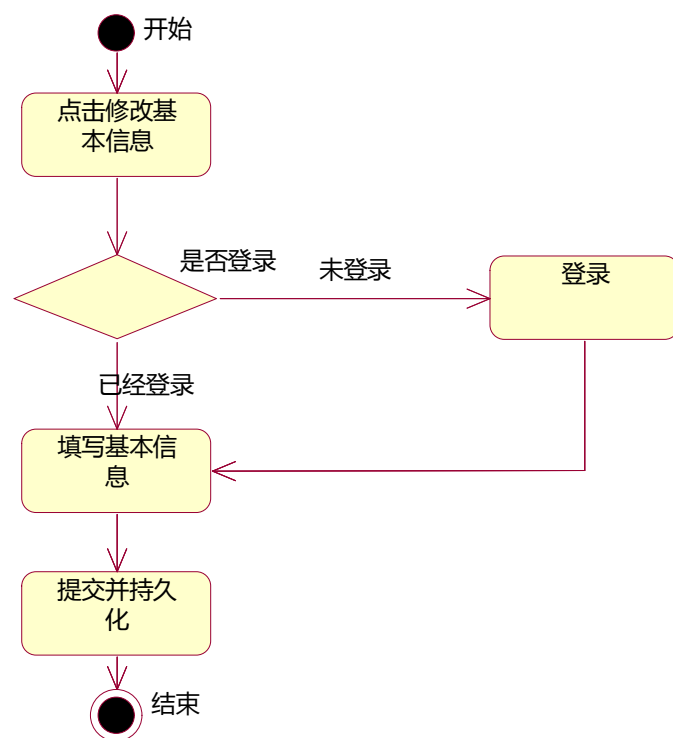 开始
点击修改基
本信息
是否登录
未登录
登录
已经登录
填写基本信
息
提交并持久
化
结束